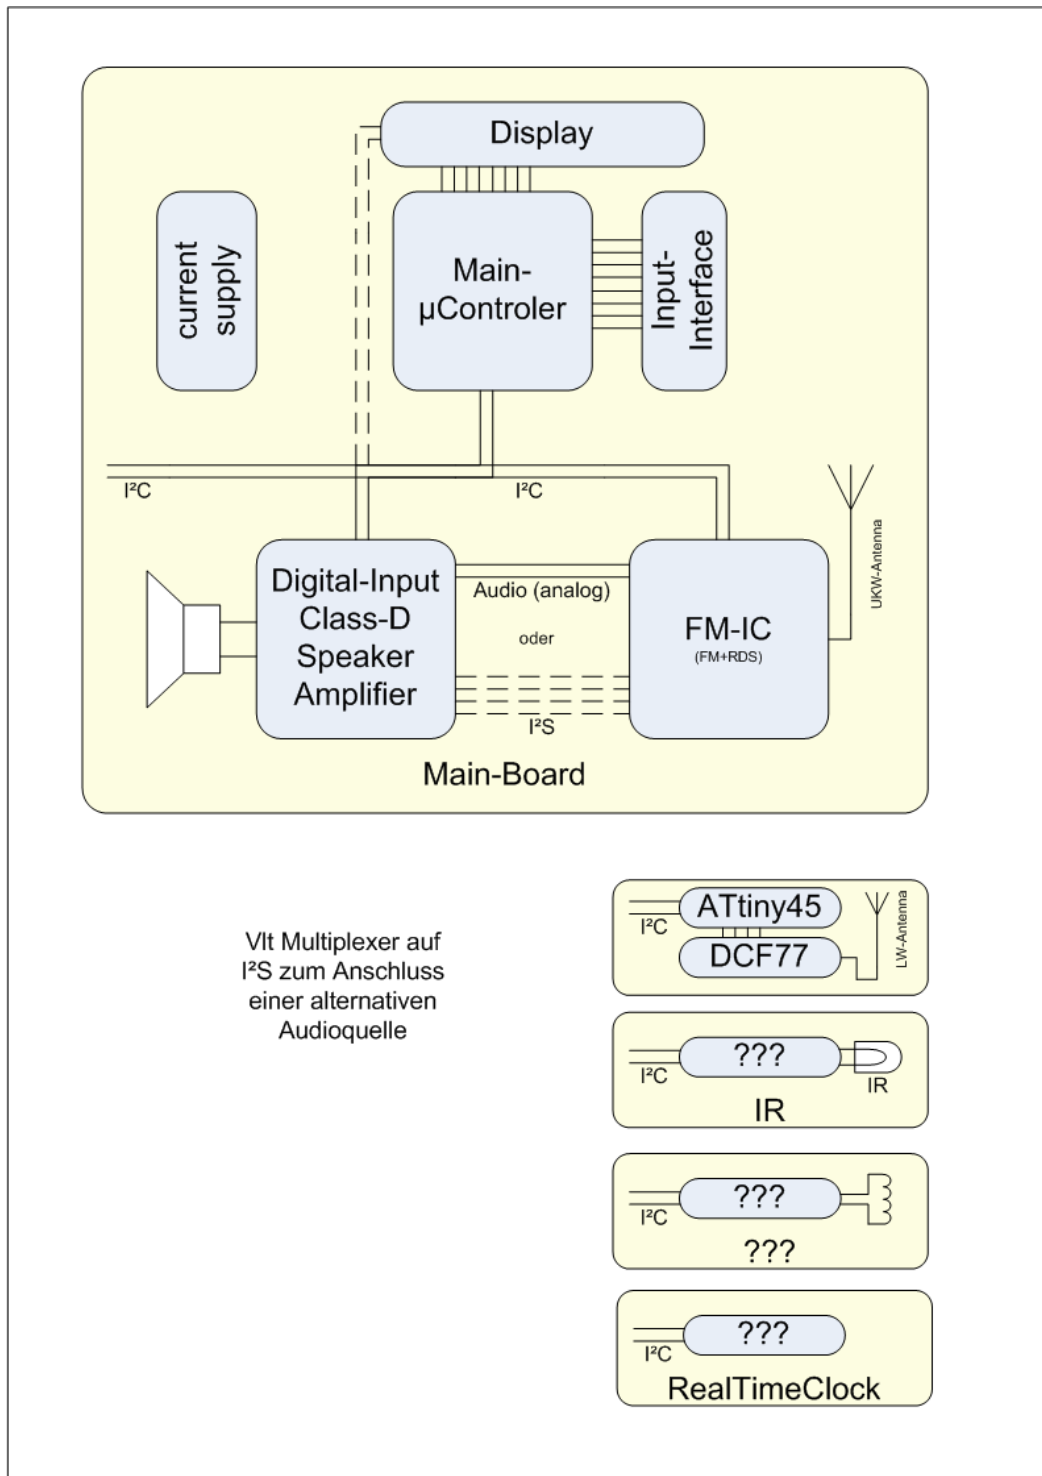 Display
current
supply
Main-
µControler
Input-
Interface
I²C
I²C
UKW-Antenna
Digital-Input
Class-D
Speaker
Amplifier
Audio (analog)
oder
I²S
FM-IC
(FM+RDS)
Main-Board
Vlt Multiplexer auf
I²S zum Anschluss
einer alternativen
Audioquelle
I²C
ATtiny45
DCF77
LW-Antenna
I²C
???
IR
IR
I²C
???
???
I²C
???
RealTimeClock